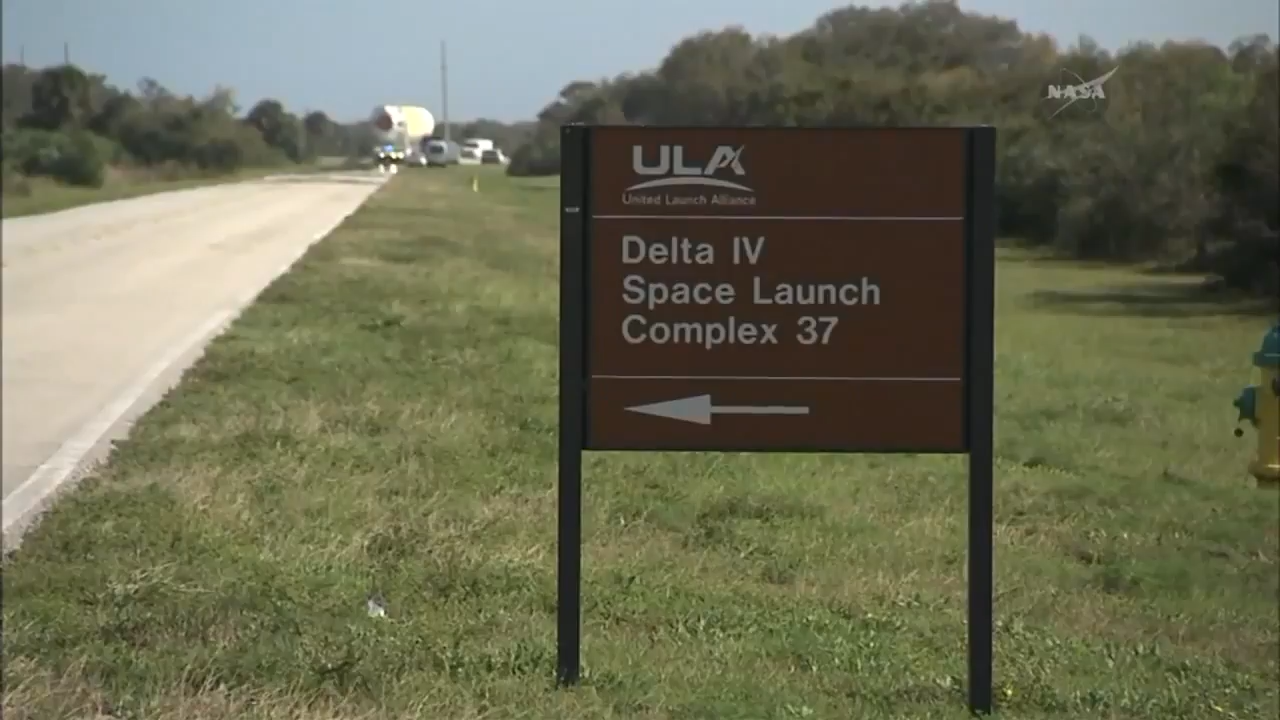 NASA
ULA
United Launch Alliance
Delta IV
Space Launch
Complex 37